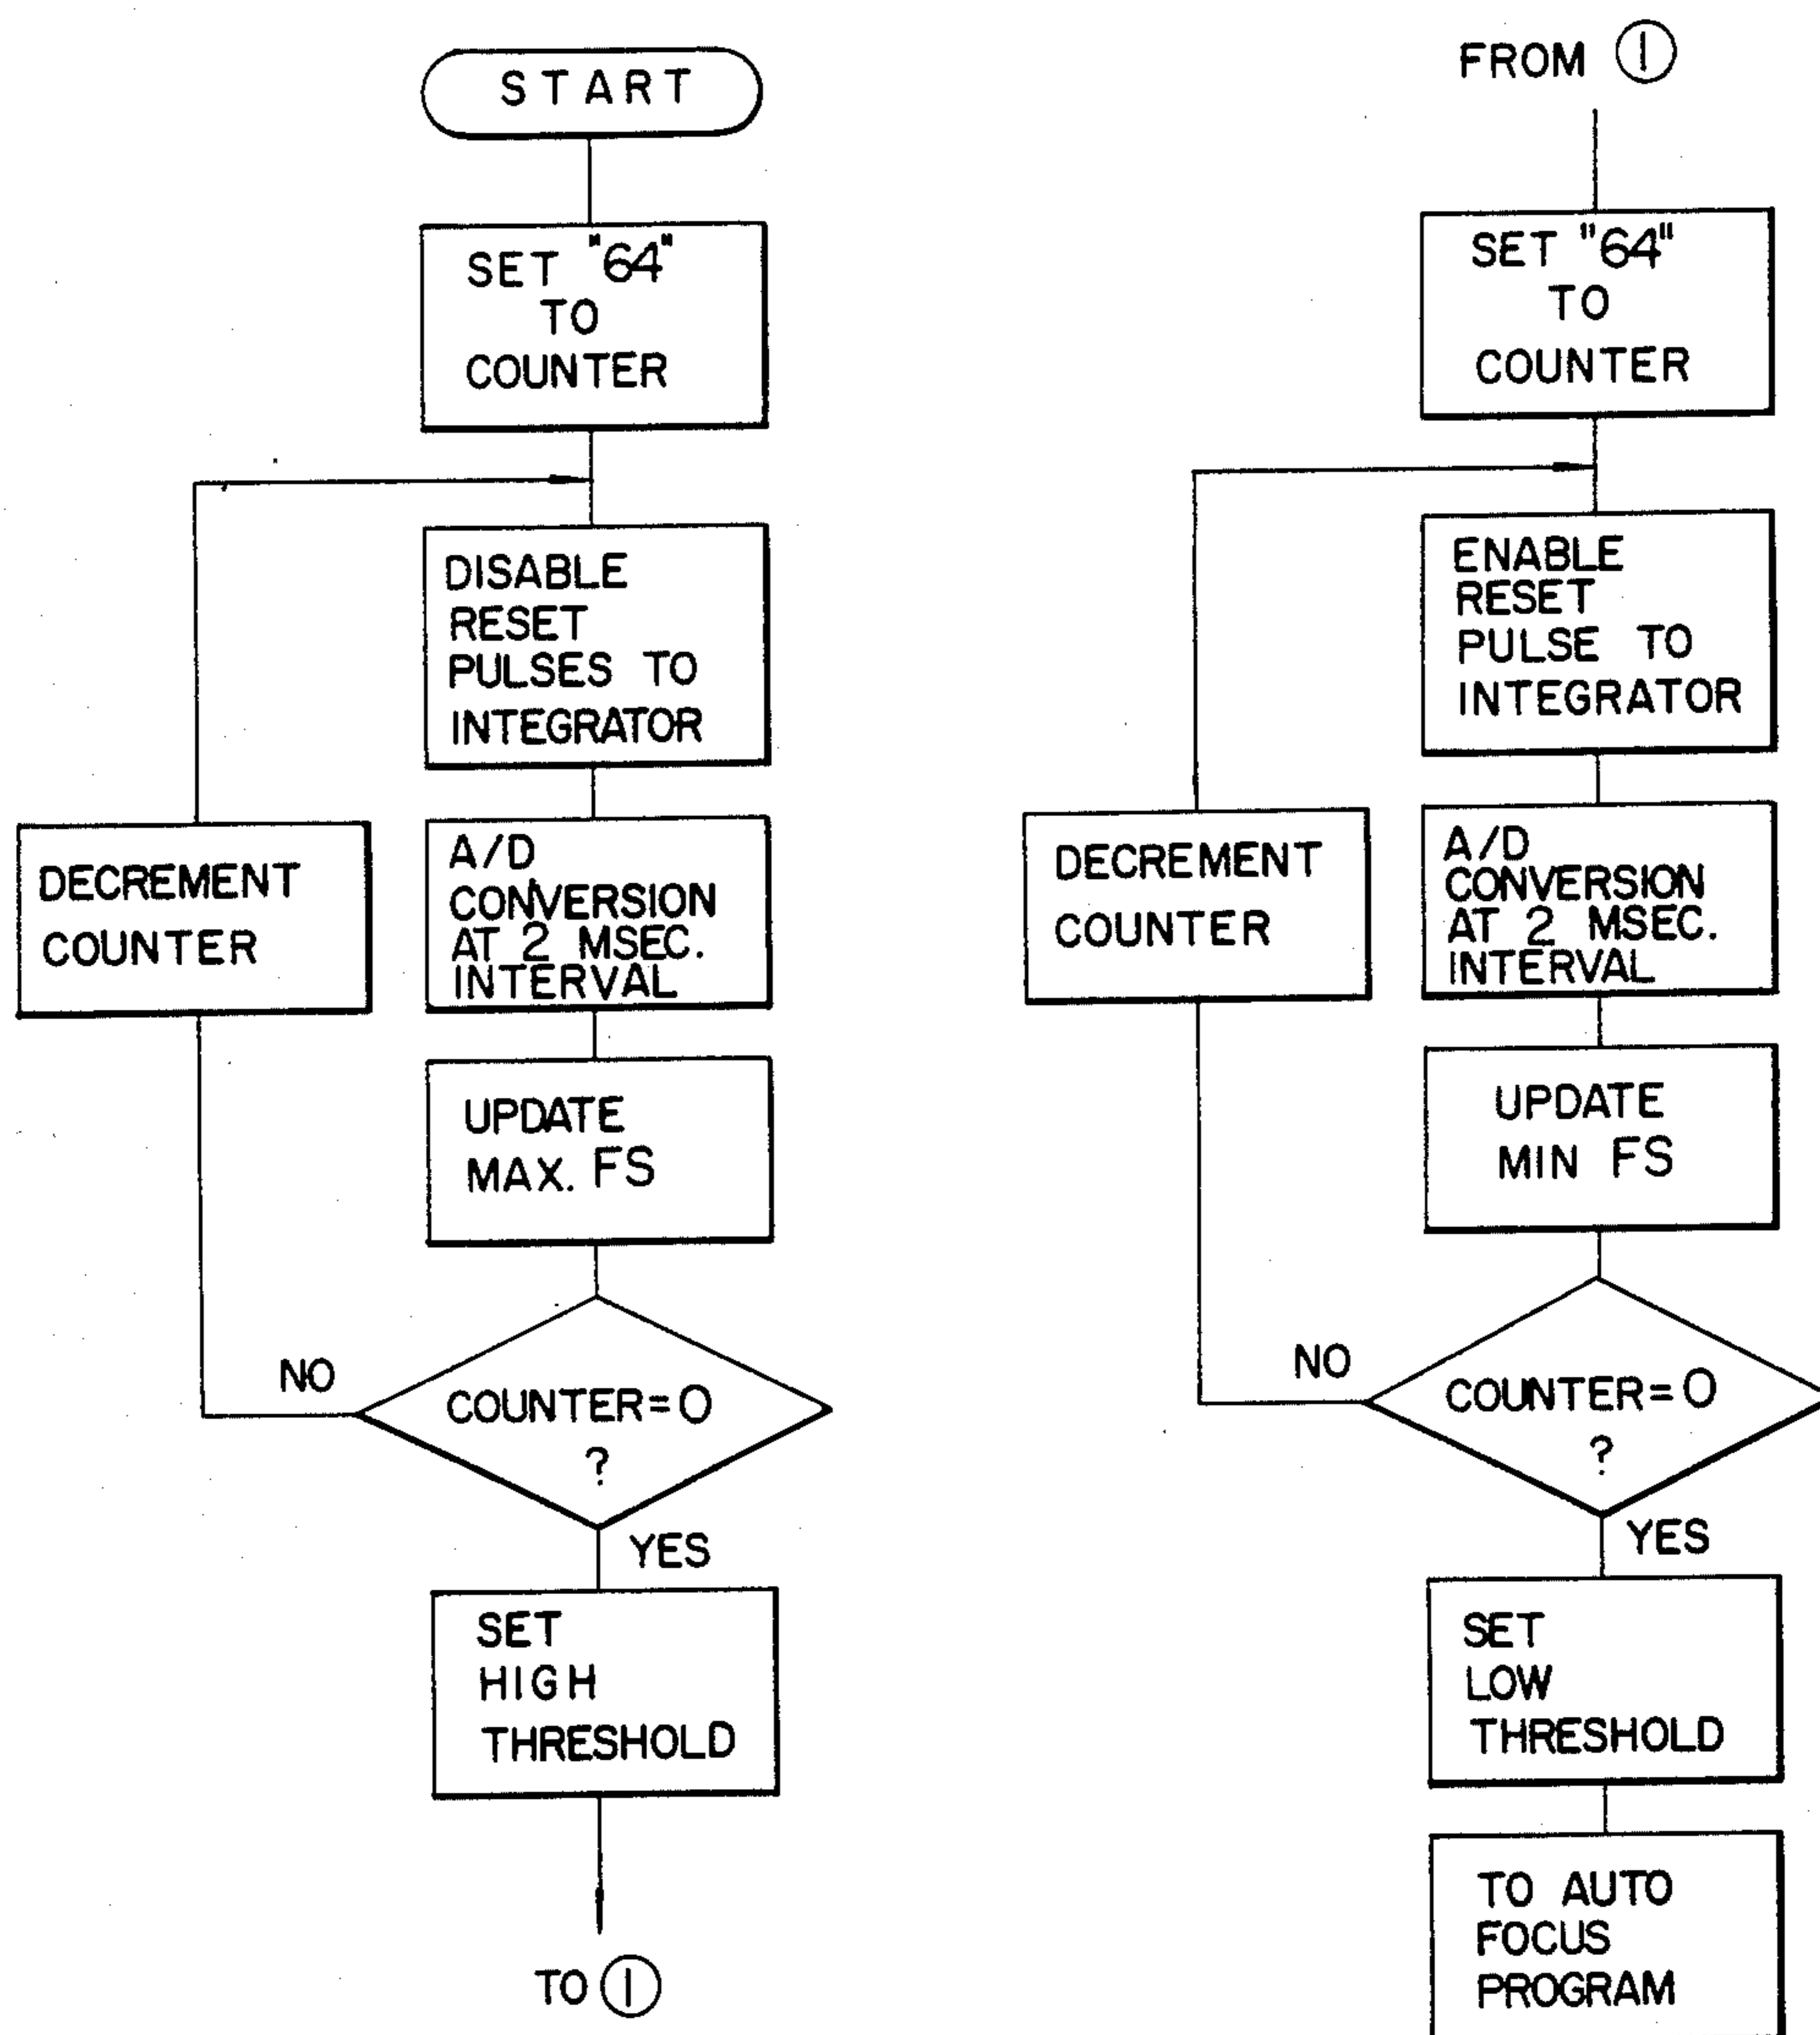 START
SET "64"
TO
COUNTER
DISABLE
RESET
PULSES TO
INTEGRATOR
DECREMENT
COUNTER
A/D
CONVERSION
AT 2 MSEC.
INTERVAL
UPDATE
MAX. FS
NO
COUNTER=0
?
YES
SET
HIGH
THRESHOLD
TO 1
FROM 1
SET "64"
TO
COUNTER
ENABLE
RESET
PULSE TO
INTEGRATOR
DECREMENT
COUNTER
A/D
CONVERSION
AT 2 MSEC.
INTERVAL
UPDATE
MIN FS
NO
COUNTER=0
?
YES
SET
LOW
THRESHOLD
TO AUTO
FOCUS
PROGRAM